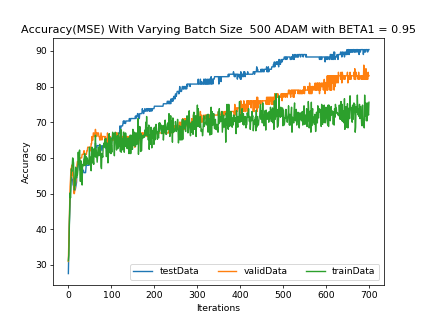 Accuracy(MSE) With Varying Batch Size  500 ADAM with BETA1 = 0.95
Accuracy
90
80
70
60
50
40
30
0 100 200 300 400 500 600 700
Iterations
testData validData trainData